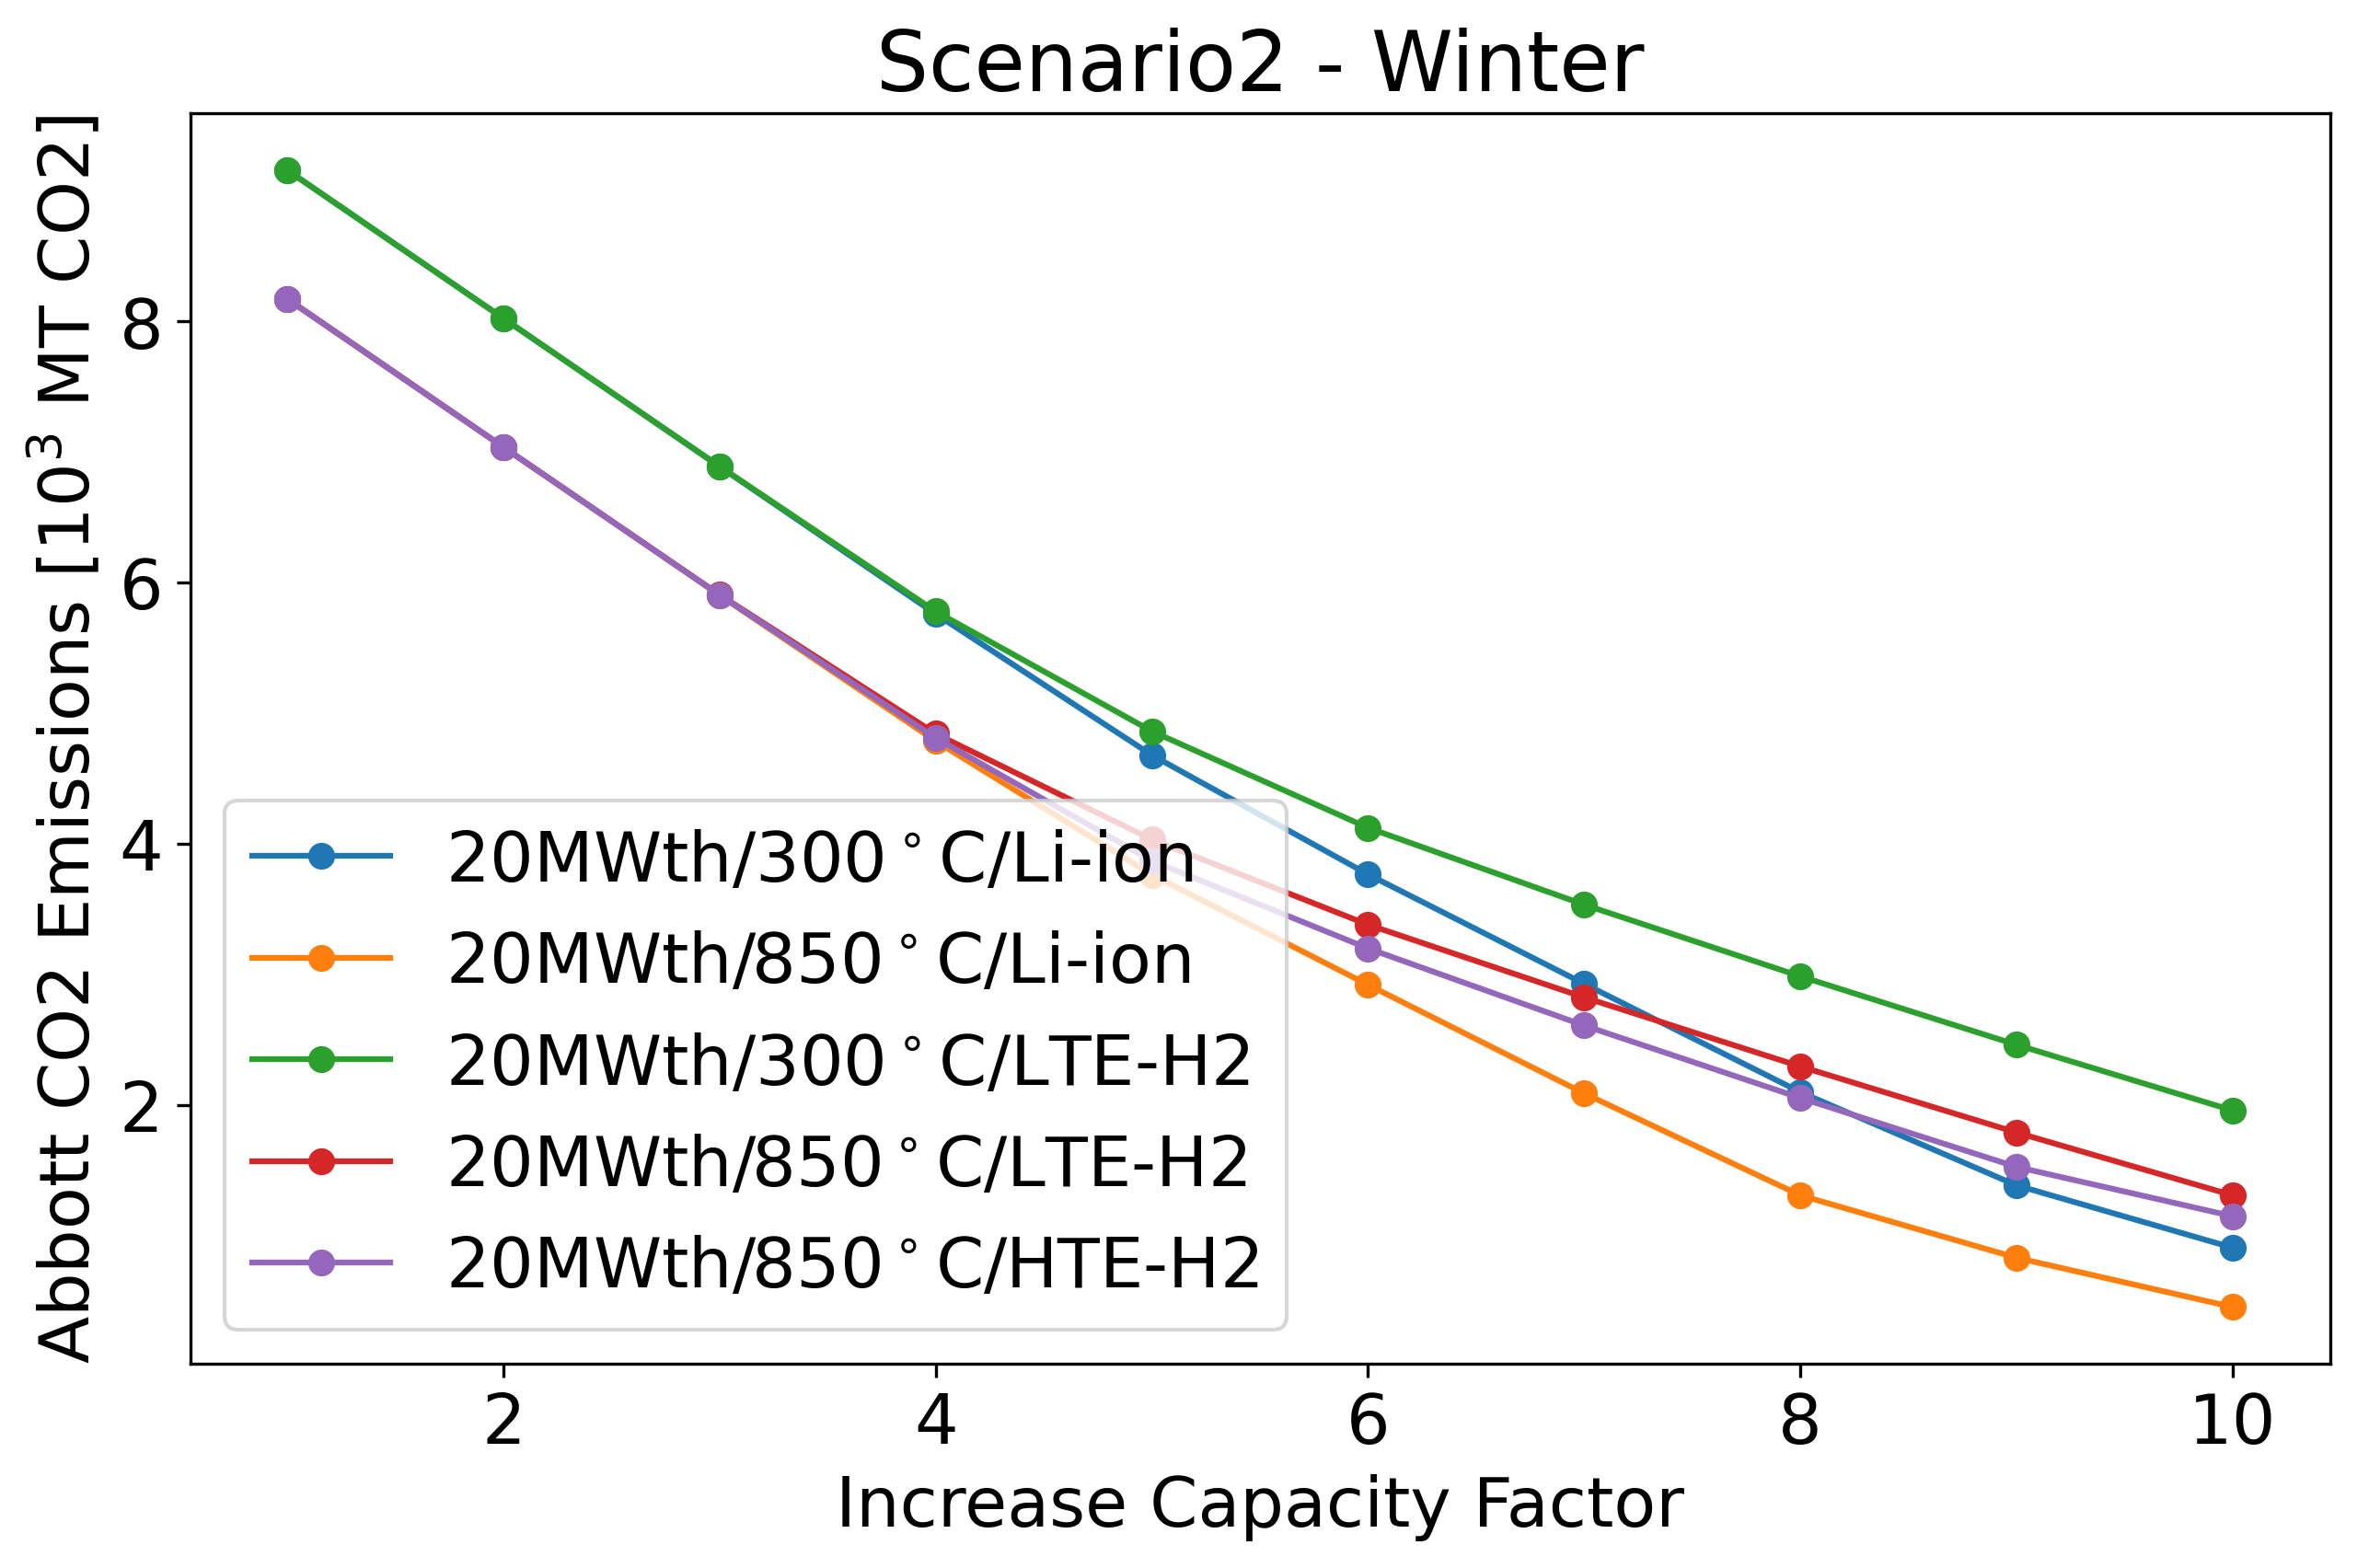 Scenario2 - Winter
Abbott CO2 Emissions [10³ MT CO2]
8
6
4
2
20MWth/300°C/Li-ion
20MWth/850°C/Li-ion
20MWth/300°C/LTE-H2
20MWth/850°C/LTE-H2
20MWth/850°C/HTE-H2
2 4 6 8 10
Increase Capacity Factor